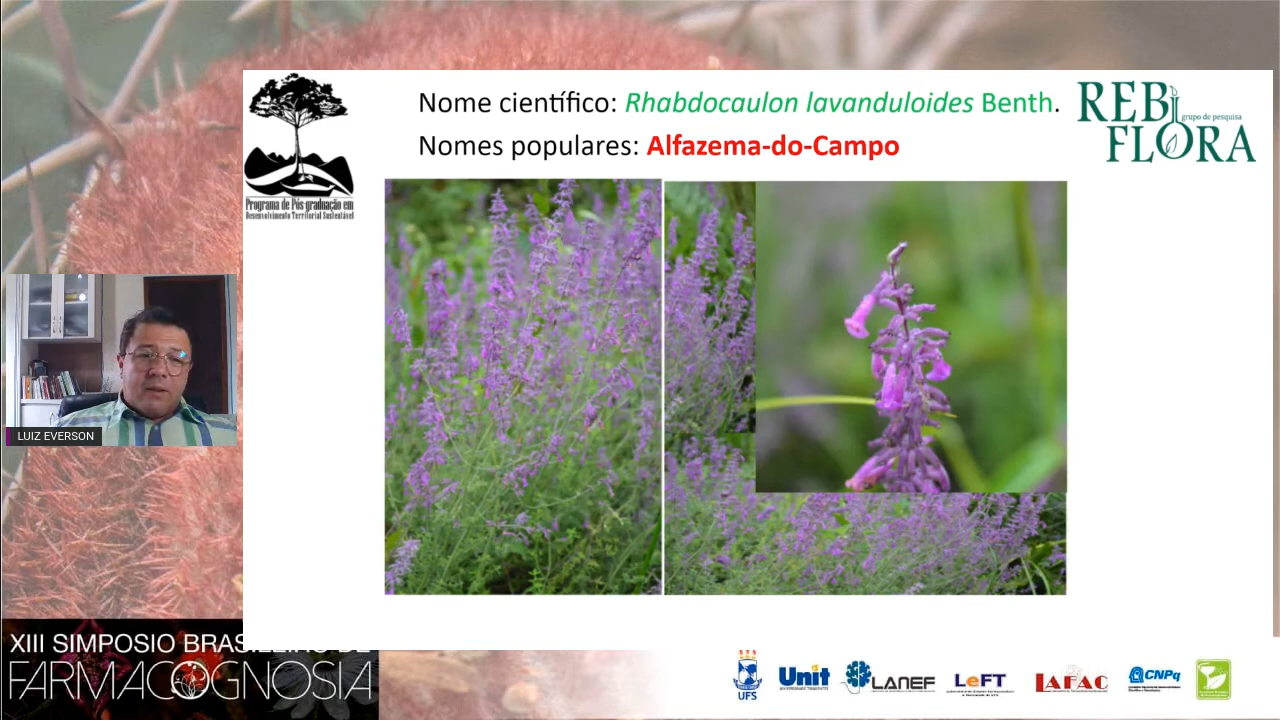 Nome científico: Rhabdocaulon lavanduloides Benth.
Nomes populares: Alfazema-do-Campo
Programa de Pós-graduação em
Desenvolvimento Territorial Sustentável
REBI
grupo de pesquisa
FLORA
LUIZ EVERSON
XIII SIMPOSIO BRASILEIRO DE
FARMACOGNOSIA
UFS
Unit
LANEF
LeFT
LAFAC
CNPq